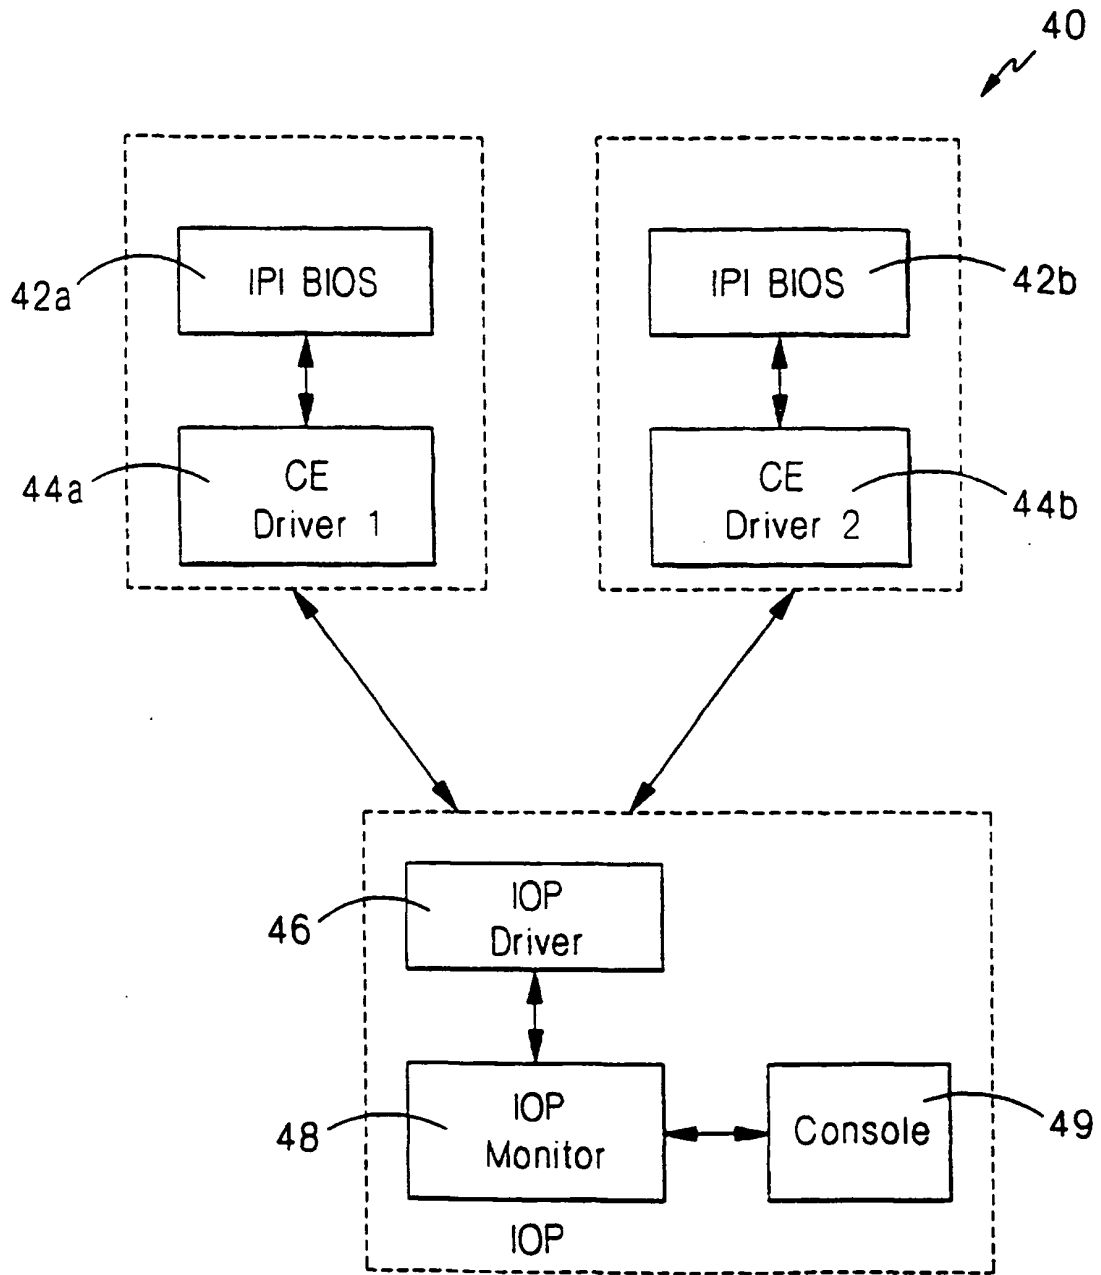 40
IPI BIOS
42a
IPI BIOS
42b
CE
Driver 1
44a
CE
Driver 2
44b
IOP
Driver
46
IOP
Monitor
48
Console
49
IOP